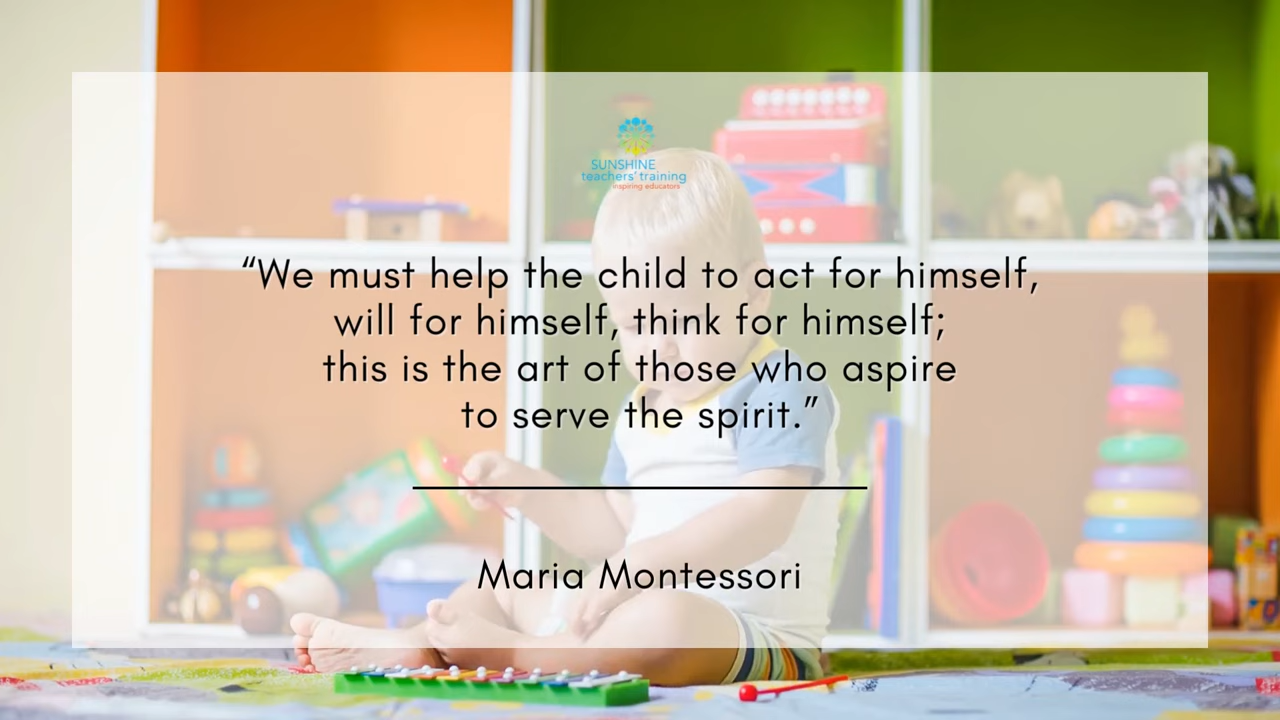 SUNSHINE
teachers' training
inspiring educators
“We must help the child to act for himself,
will for himself, think for himself;
this is the art of those who aspire
to serve the spirit.”
Maria Montessori